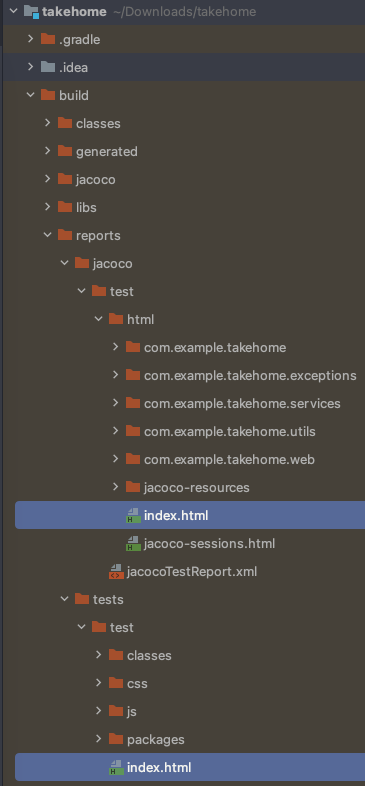 takehome ~/Downloads/takehome
.gradle
.idea
build
classes
generated
jacoco
libs
reports
jacoco
test
html
com.example.takehome
com.example.takehome.exceptions
com.example.takehome.services
com.example.takehome.utils
com.example.takehome.web
jacoco-resources
index.html
jacoco-sessions.html
jacocoTestReport.xml
tests
test
classes
css
js
packages
index.html